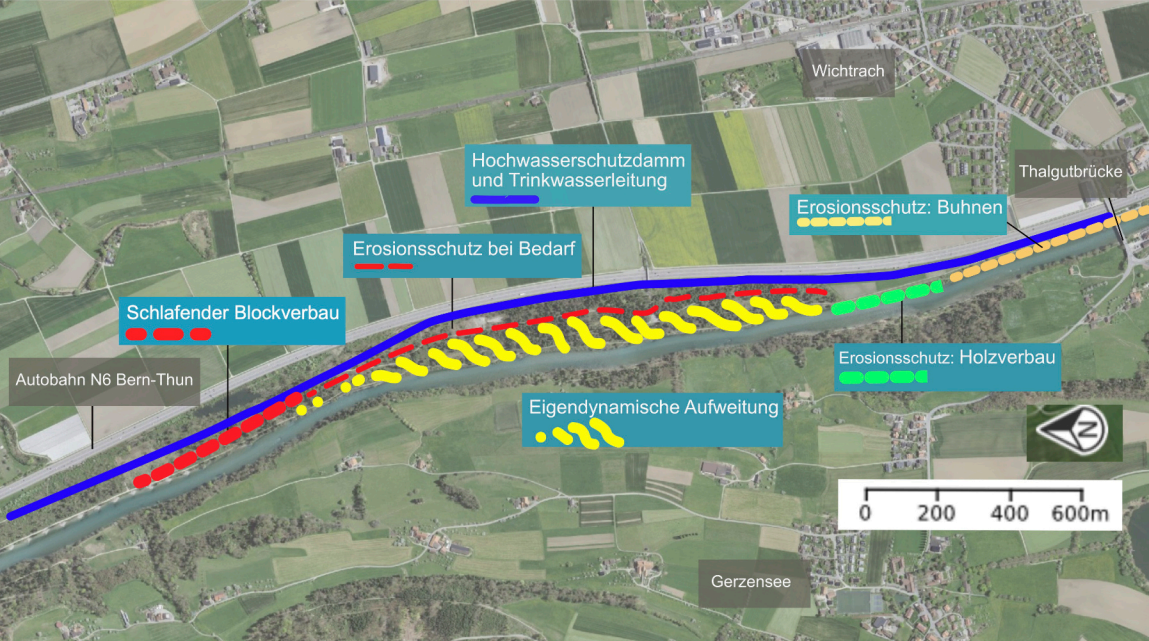 Wichtrach
Hochwasserschutzdamm
und Trinkwasserleitung
Thalgutbrücke
Erosionsschutz: Buhnen
Erosionsschutz bei Bedarf
Schlafender Blockverbau
Erosionsschutz: Holzverbau
Autobahn N6 Bern-Thun
Eigendynamische Aufweitung
N
0 200 400 600m
Gerzensee